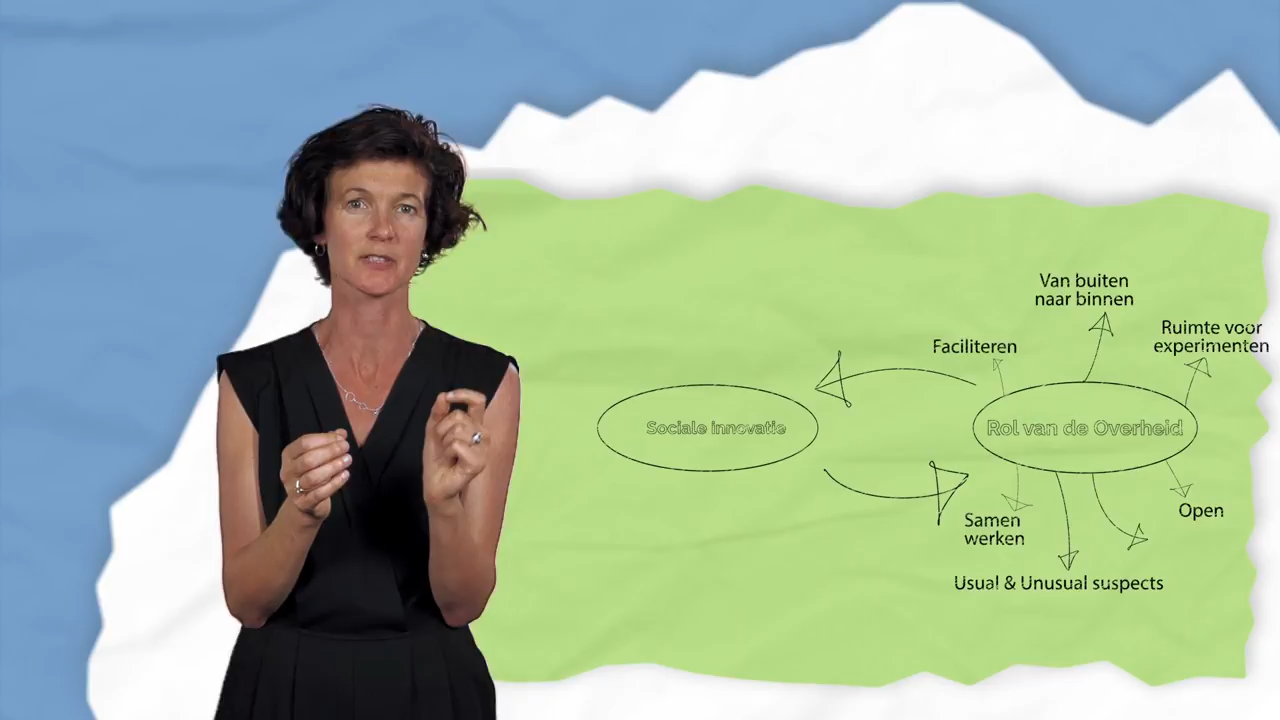 Van buiten
naar binnen
Ruimte voor
experimenten
Faciliteren
Sociale innovatie
Rol van de Overheid
Open
Samen
werken
Usual & Unusual suspects